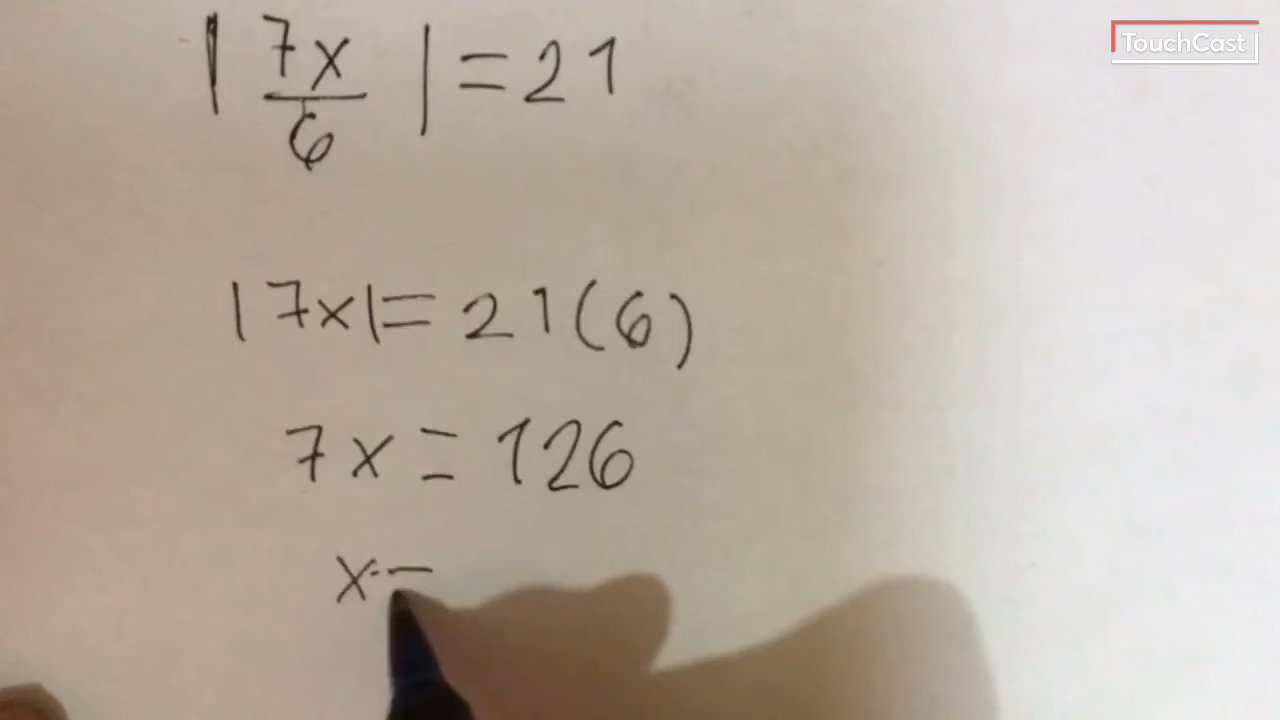 TouchCast
|7x/6| = 21
|7x| = 21(6)
7x = 126
x =